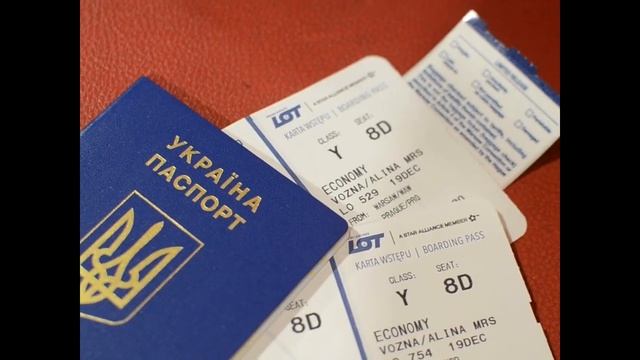 УКРАЇНА
ПАСПОРТ
LOT
A STAR ALLIANCE MEMBER
KARTA WSTĘPU | BOARDING PASS
CLASS: SEAT:
Y 8D
ECONOMY
VOZNA/ALINA MRS
LO 529 19DEC
FROM: WARSAW/WAW
PRAGUE/PRG
LOT
A STAR ALLIANCE MEMBER
KARTA WSTĘPU | BOARDING PASS
CLASS: SEAT:
Y 8D
ECONOMY
VOZNA/ALINA MRS
LO 754 19DEC
8D